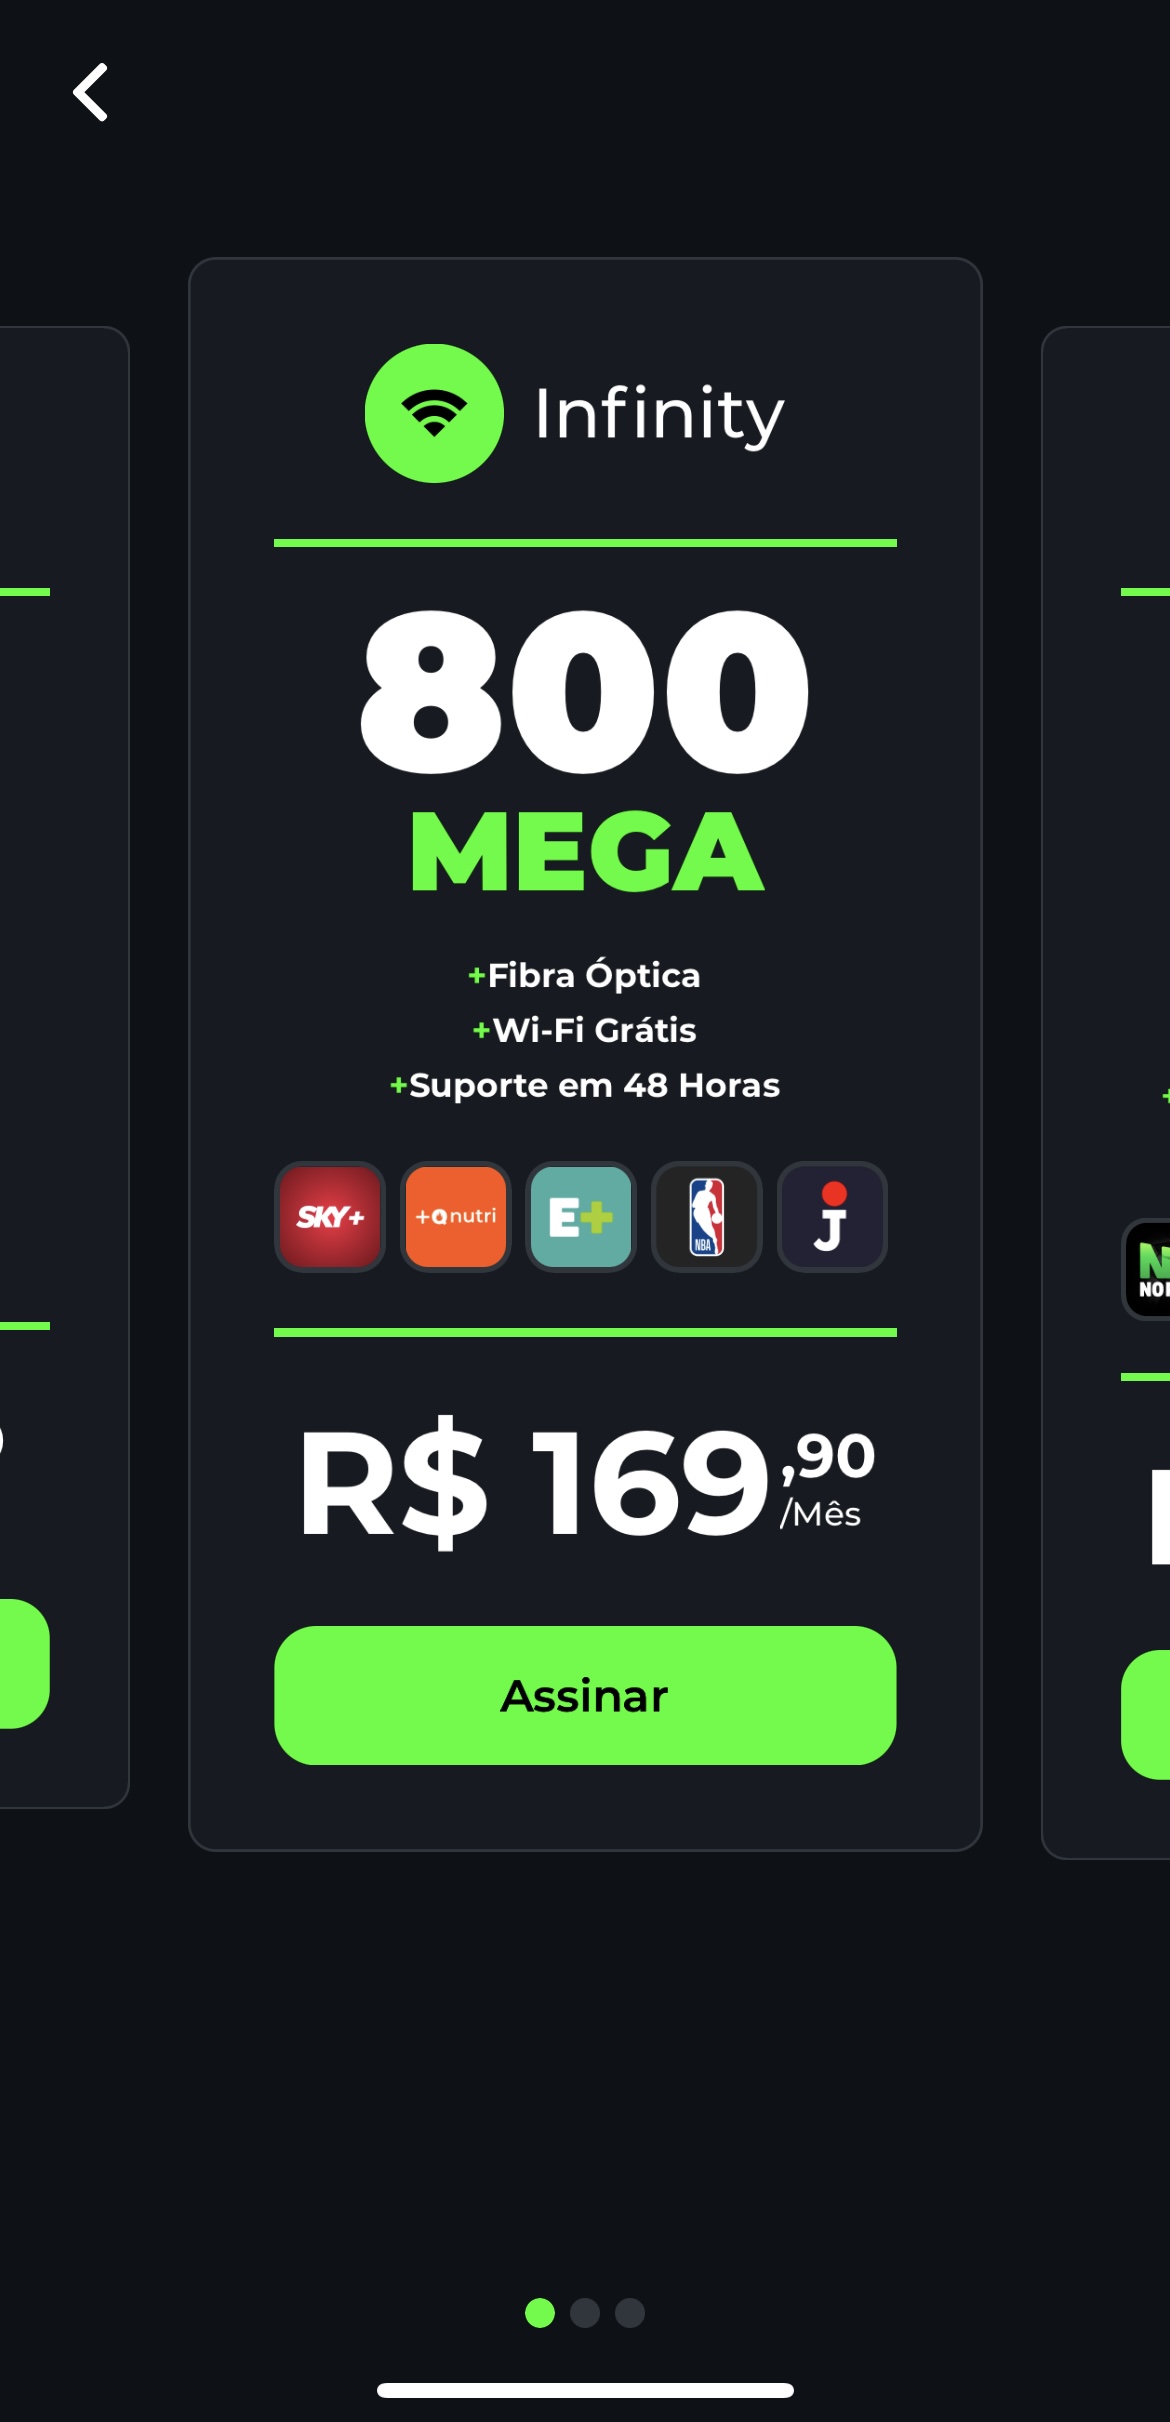 Infinity
800
MEGA
+Fibra Óptica
+Wi-Fi Grátis
+Suporte em 48 Horas
SKY+ +Q nutri E+ NBA J
R$ 169,90
/Mês
Assinar